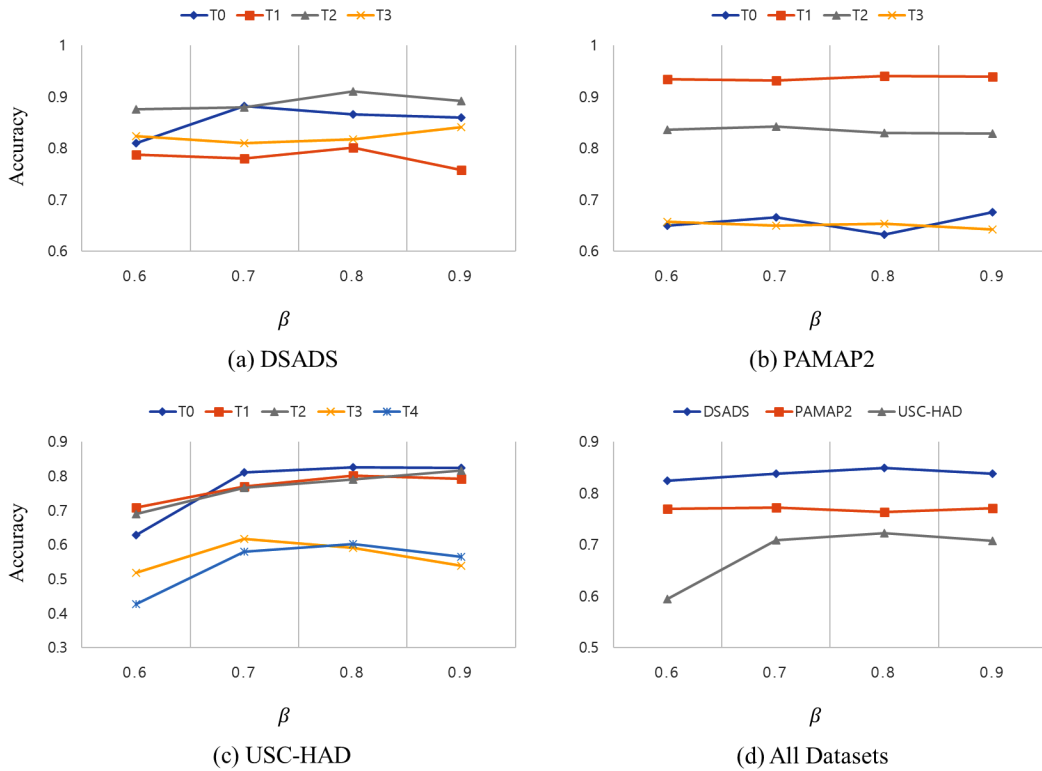 T0 T1 T2 T3
Accuracy
1
0.9
0.8
0.7
0.6
0.6 0.7 0.8 0.9
β
(a) DSADS
T0 T1 T2 T3
1
0.9
0.8
0.7
0.6
0.6 0.7 0.8 0.9
β
(b) PAMAP2
T0 T1 T2 T3 T4
Accuracy
0.9
0.8
0.7
0.6
0.5
0.4
0.3
0.6 0.7 0.8 0.9
β
(c) USC-HAD
DSADS PAMAP2 USC-HAD
0.9
0.8
0.7
0.6
0.5
0.6 0.7 0.8 0.9
β
(d) All Datasets